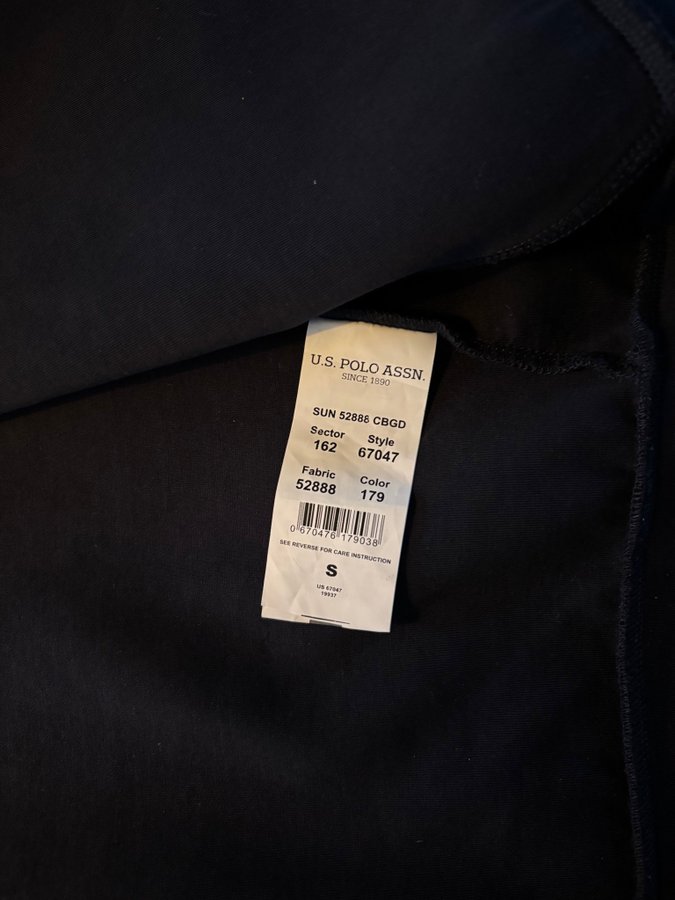 U.S. POLO ASSN.
SINCE 1890
SUN 52888 CBGD
Sector Style
162 67047
Fabric Color
52888 179
0 670476 179038
SEE REVERSE FOR CARE INSTRUCTION
S
US 67047
19937